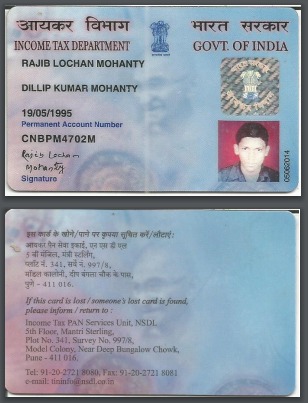 आयकर विभाग
भारत सरकार
INCOME TAX DEPARTMENT
GOVT. OF INDIA
RAJIB LOCHAN MOHANTY
DILLIP KUMAR MOHANTY
19/05/1995
Permanent Account Number
CNBPM4702M
Rajib Lochan
Mohanty
Signature
05062014
इस कार्ड के खोने/पाने पर कृपया सूचित करें/लौटाएं:
आयकर पैन सेवा इकाई, एन एस डी एल
5 वीं मंजिल, मंत्री स्टर्लिंग,
प्लॉट नं. 341, सर्वे नं. 997/8,
मॉडल कालोनी, दीप बंगला चौक के पास,
पुणे - 411 016.
If this card is lost / someone's lost card is found,
please inform / return to :
Income Tax PAN Services Unit, NSDL
5th Floor, Mantri Sterling,
Plot No. 341, Survey No. 997/8,
Model Colony, Near Deep Bungalow Chowk,
Pune - 411 016.
Tel: 91-20-2721 8080, Fax: 91-20-2721 8081
e-mail: tininfo@nsdl.co.in